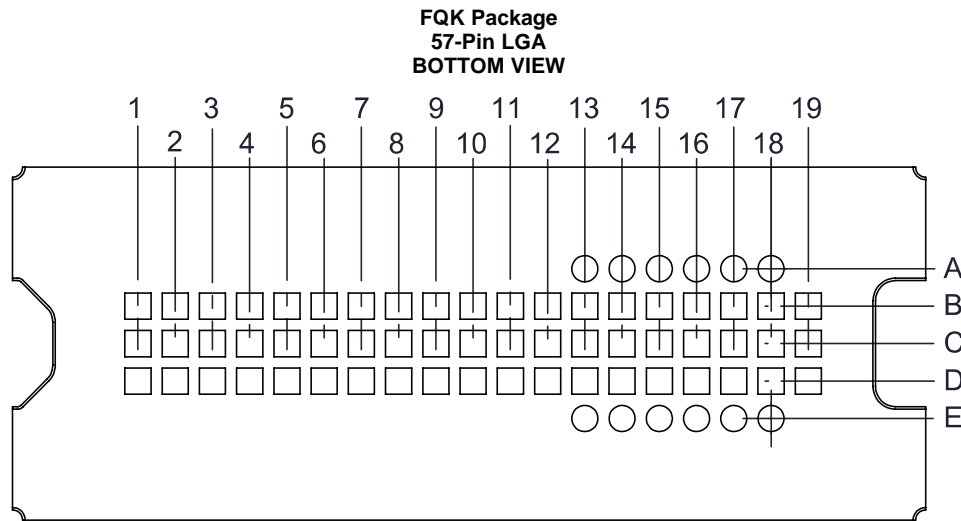 FQK Package
57-Pin LGA
BOTTOM VIEW
1 3 5 7 9 11 13 15 17 19
2 4 6 8 10 12 14 16 18
A
B
C
D
E